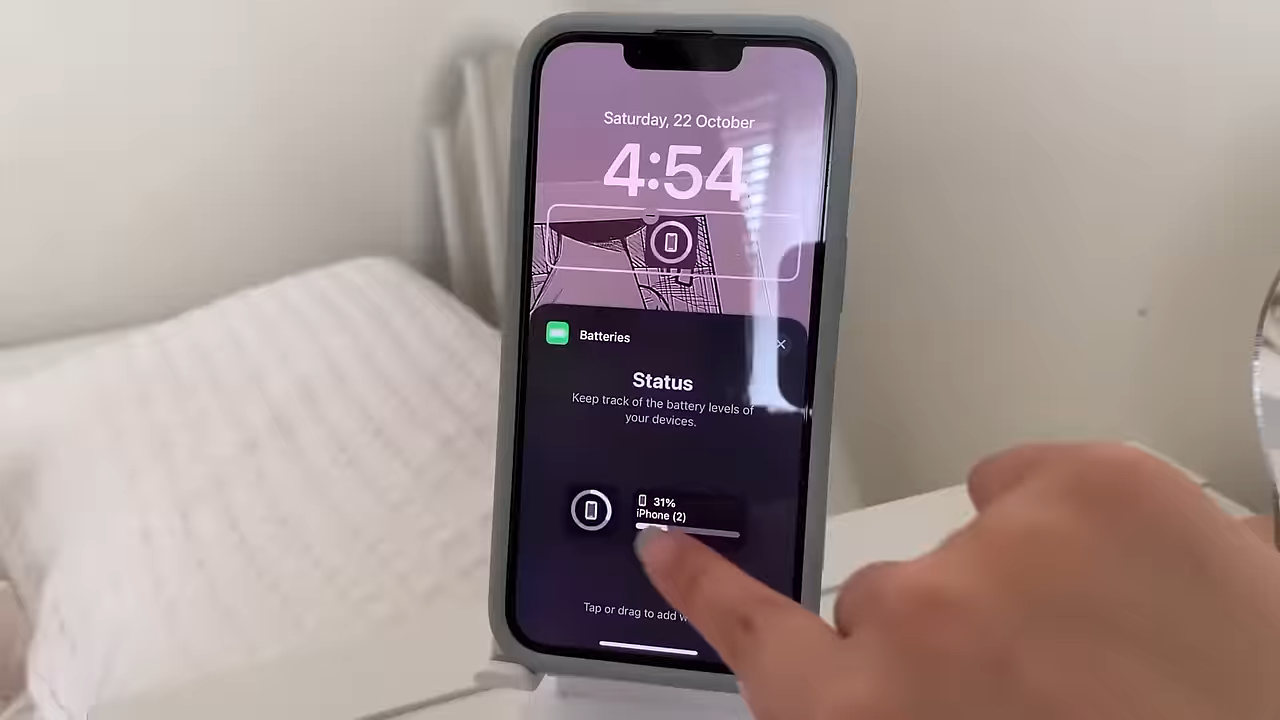 Saturday, 22 October
4:54
Batteries
Status
Keep track of the battery levels of
your devices.
31%
iPhone (2)
Tap or drag to add